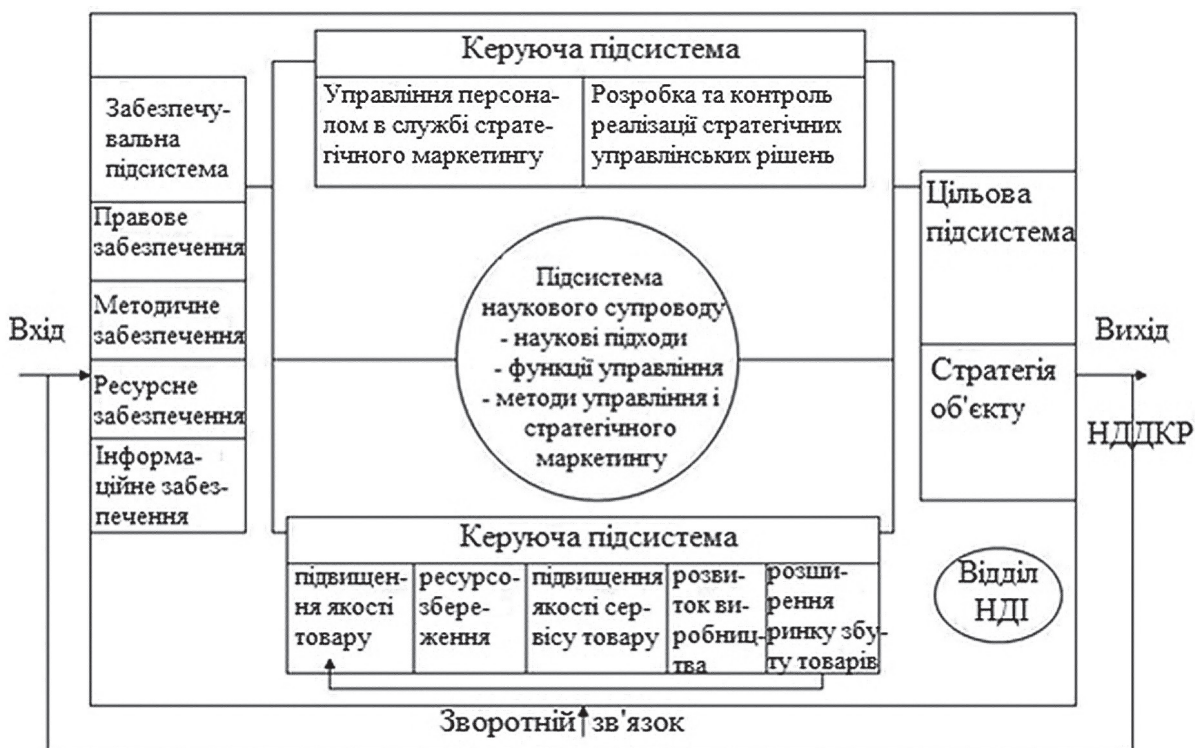 Керуюча підсистема
Управління персона-
лом в службі страте-
гічного маркетингу
Розробка та контроль
реалізації стратегічних
управлінських рішень
Забезпечу-
вальна
підсистема
Правове
забезпечення
Методичне
забезпечення
Ресурсне
забезпечення
Інформа-
ційне забез-
печення
Вхід
Підсистема
наукового супроводу
- наукові підходи
- функції управління
- методи управління і
стратегічного
маркетингу
Цільова
підсистема
Стратегія
об'єкту
Вихід
НДДКР
Відділ
НДІ
Керуюча підсистема
підвищен-
ня якості
товару
ресурсо-
збере-
ження
підвищення
якості сер-
вісу товару
розви-
ток ви-
робниц-
тва
розши-
рення
ринку збу-
ту товарів
Зворотній зв'язок